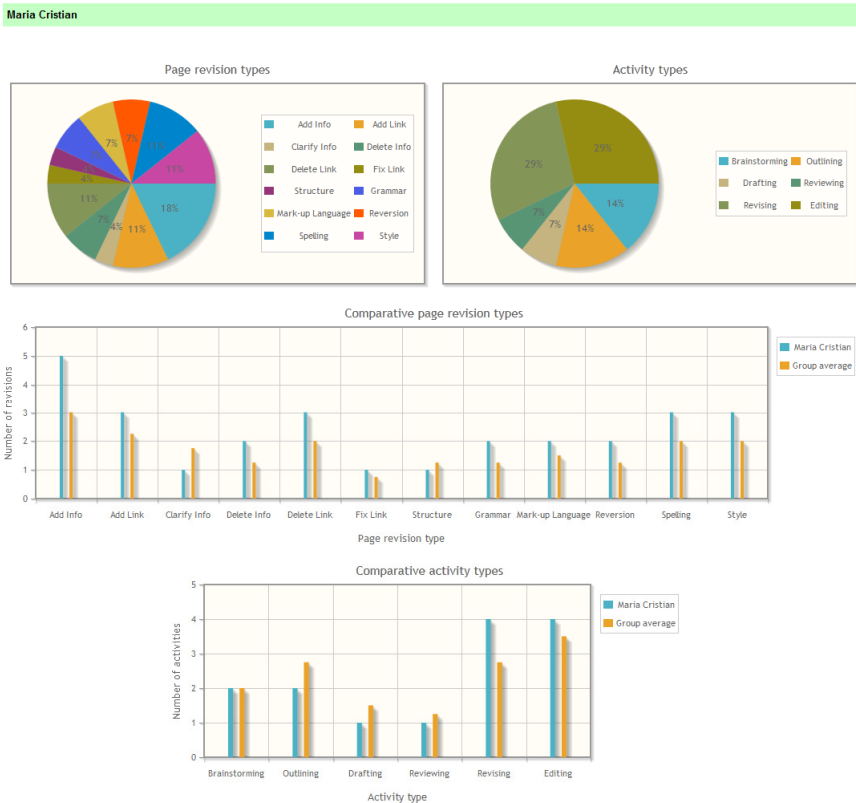 Maria Cristian
Page revision types
7%
11%
7%
7%
4%
11%
11%
18%
7%
4%
11%
Add Info
Add Link
Clarify Info
Delete Info
Delete Link
Fix Link
Structure
Grammar
Mark-up Language
Reversion
Spelling
Style
Activity types
29%
29%
14%
7%
7%
14%
Brainstorming
Outlining
Drafting
Reviewing
Revising
Editing
Comparative page revision types
Number of revisions
6
5
4
3
2
1
0
Add Info
Add Link
Clarify Info
Delete Info
Delete Link
Fix Link
Structure
Grammar
Mark-up Language
Reversion
Spelling
Style
Page revision type
Maria Cristian
Group average
Comparative activity types
Number of activities
5
4
3
2
1
0
Brainstorming
Outlining
Drafting
Reviewing
Revising
Editing
Activity type
Maria Cristian
Group average